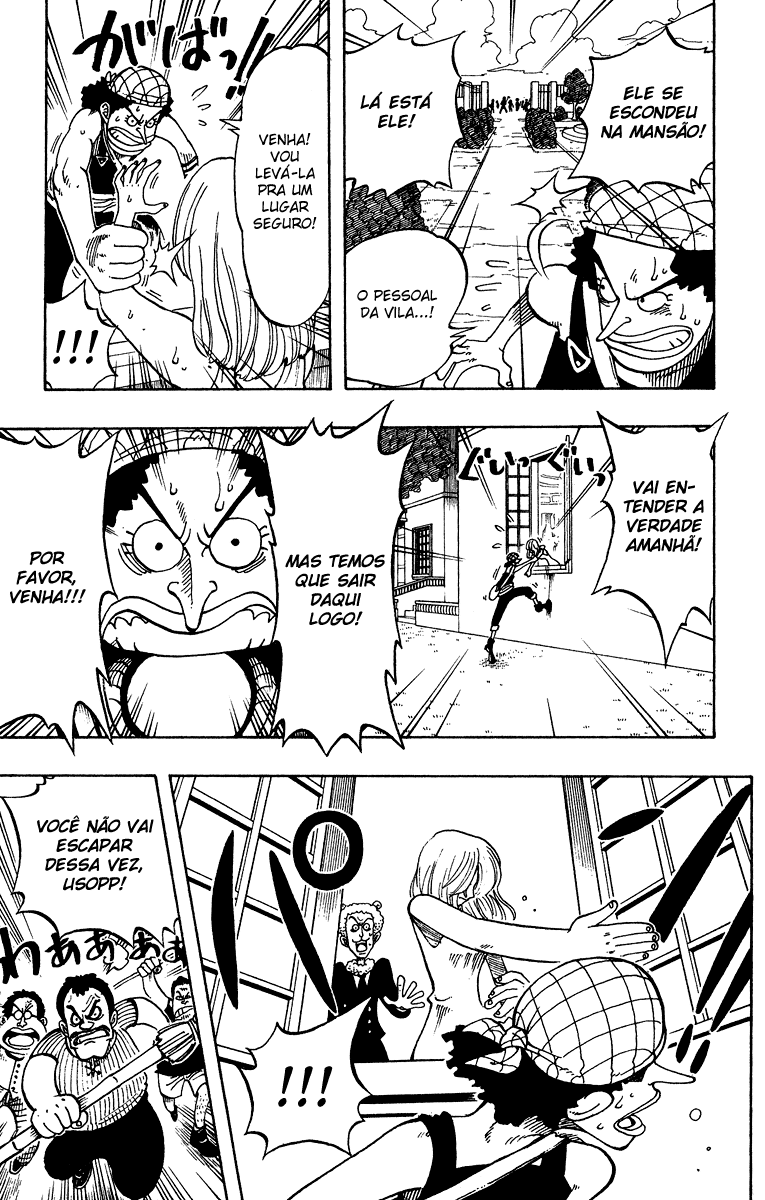 ELE SE
ESCONDEU
NA MANSÃO!
LÁ ESTÁ
ELE!
O PESSOAL
DA VILA...!
がばっ!!
VENHA!
VOU
LEVÁ-LA
PRA UM
LUGAR
SEGURO!
!!!
VAI EN-
TENDER A
VERDADE
AMANHÃ!
ぐいっぐいっ
MAS TEMOS
QUE SAIR
DAQUI
LOGO!
POR
FAVOR,
VENHA!!!
!!!
VOCÊ NÃO VAI
ESCAPAR
DESSA VEZ,
USOPP!
わああああ